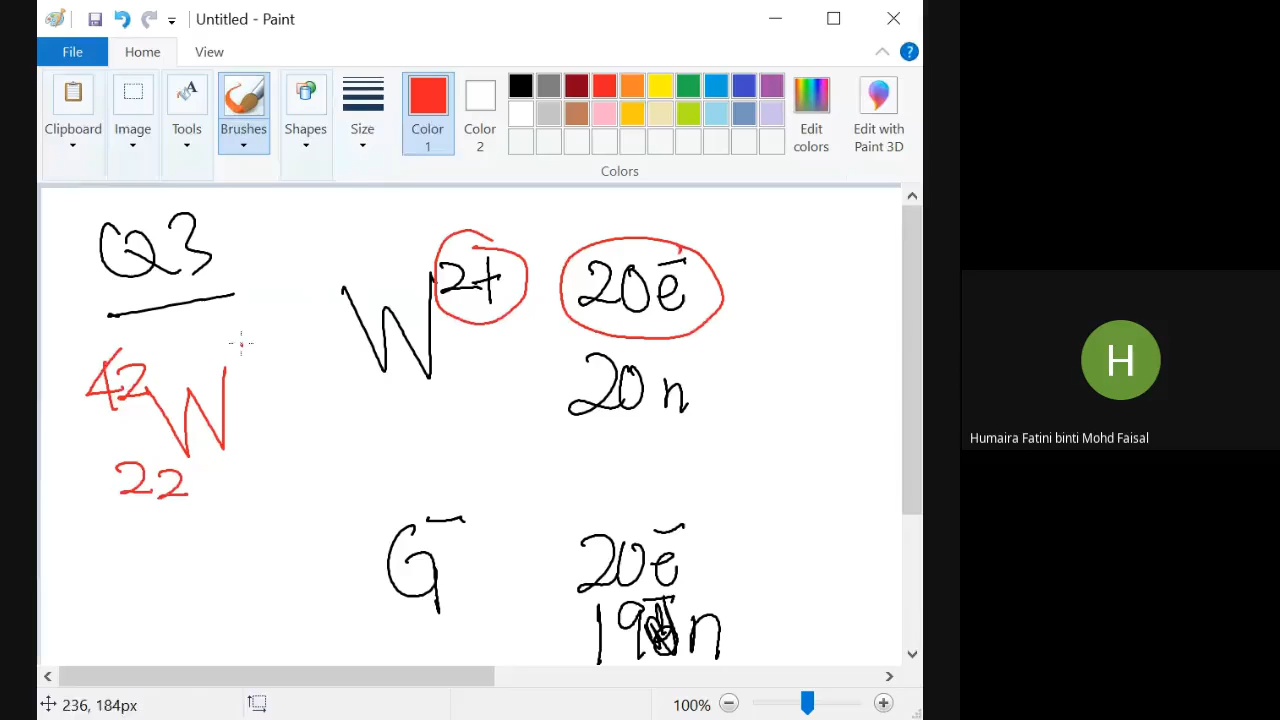 Untitled - Paint
File Home View
Clipboard Image Tools Brushes Shapes Size Color 1 Color 2 Edit colors Edit with Paint 3D
Colors
Q3
W 2+ 20e̅
20n
42 W
22
G̅ 20e̅
19 n
H
Humaira Fatini binti Mohd Faisal
236, 184px 100%